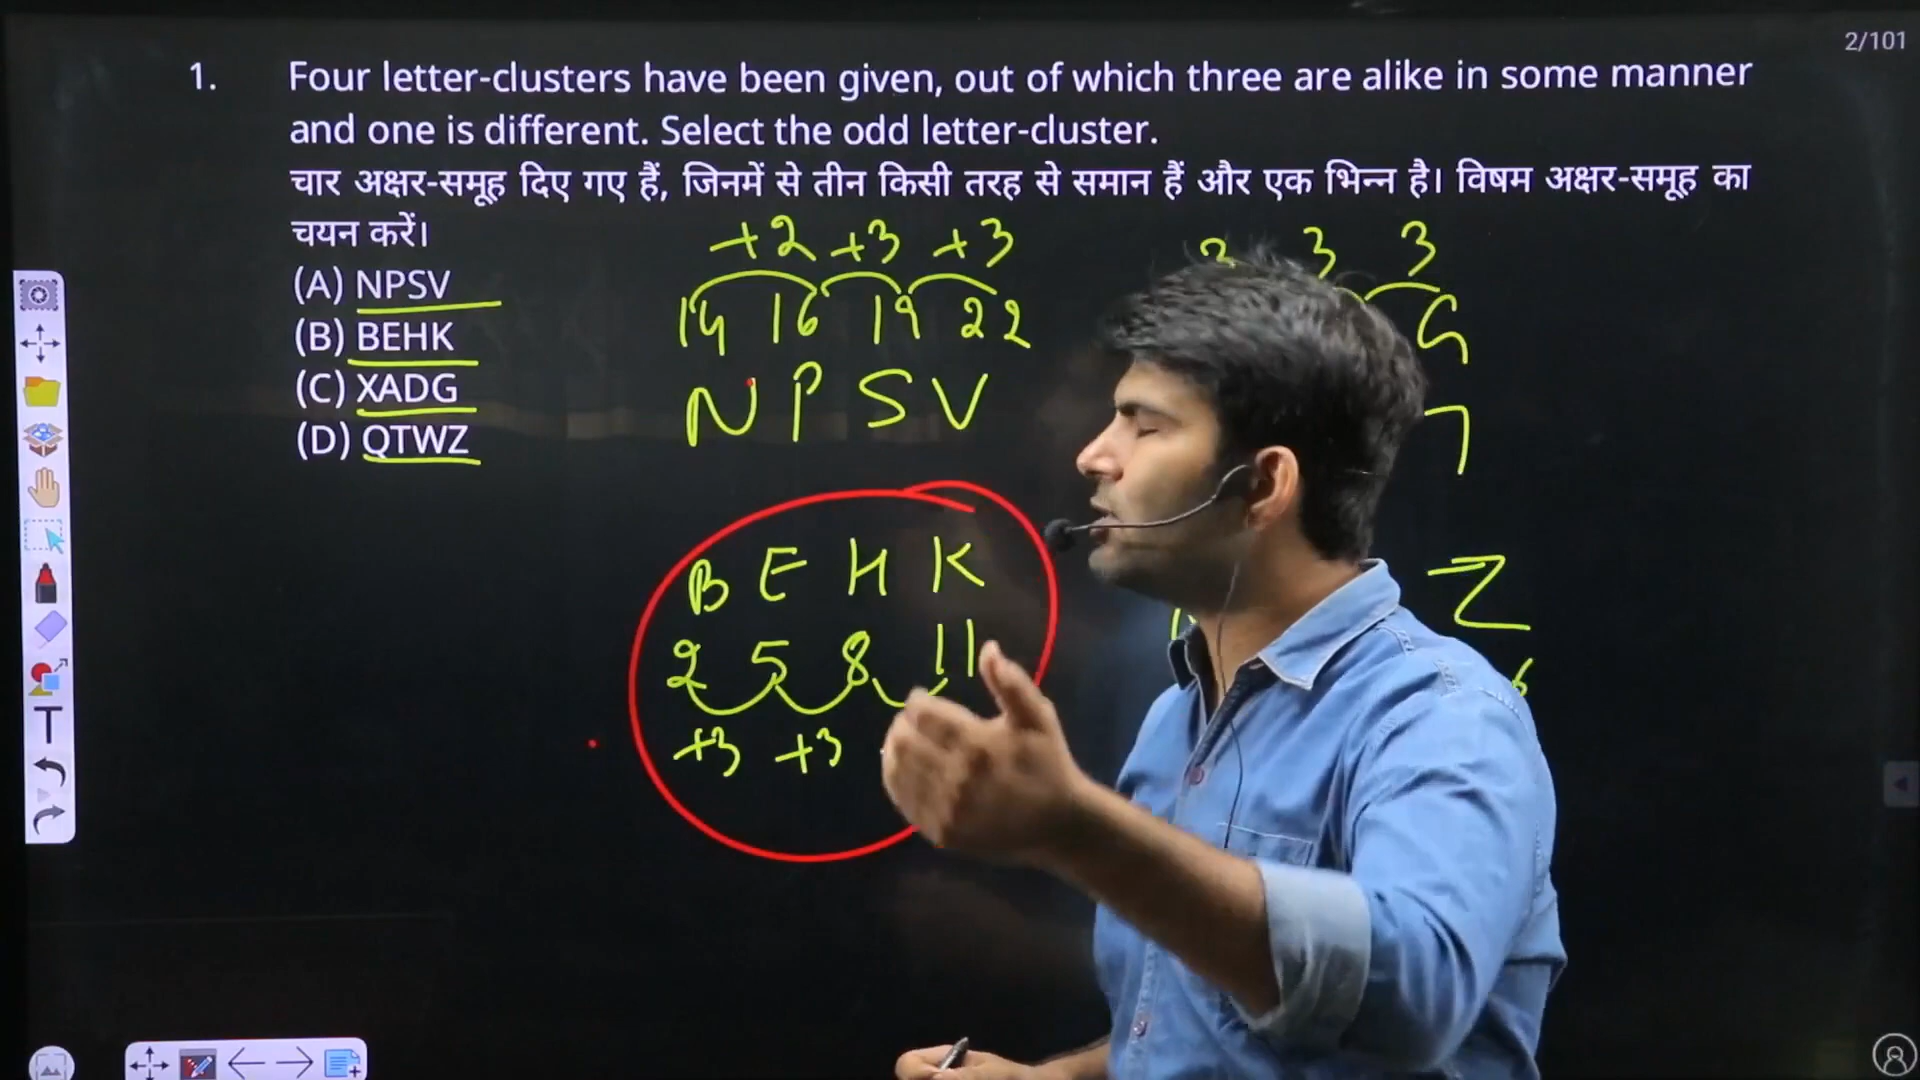 2/101
1. Four letter-clusters have been given, out of which three are alike in some manner
and one is different. Select the odd letter-cluster.
चार अक्षर-समूह दिए गए हैं, जिनमें से तीन किसी तरह से समान हैं और एक भिन्न है। विषम अक्षर-समूह का
चयन करें।
(A) NPSV
(B) BEHK
(C) XADG
(D) QTWZ
+2 +3 +3
14 16 19 22
N P S V
3 3
B E H K
2 5 8 11
+3 +3
Z
T